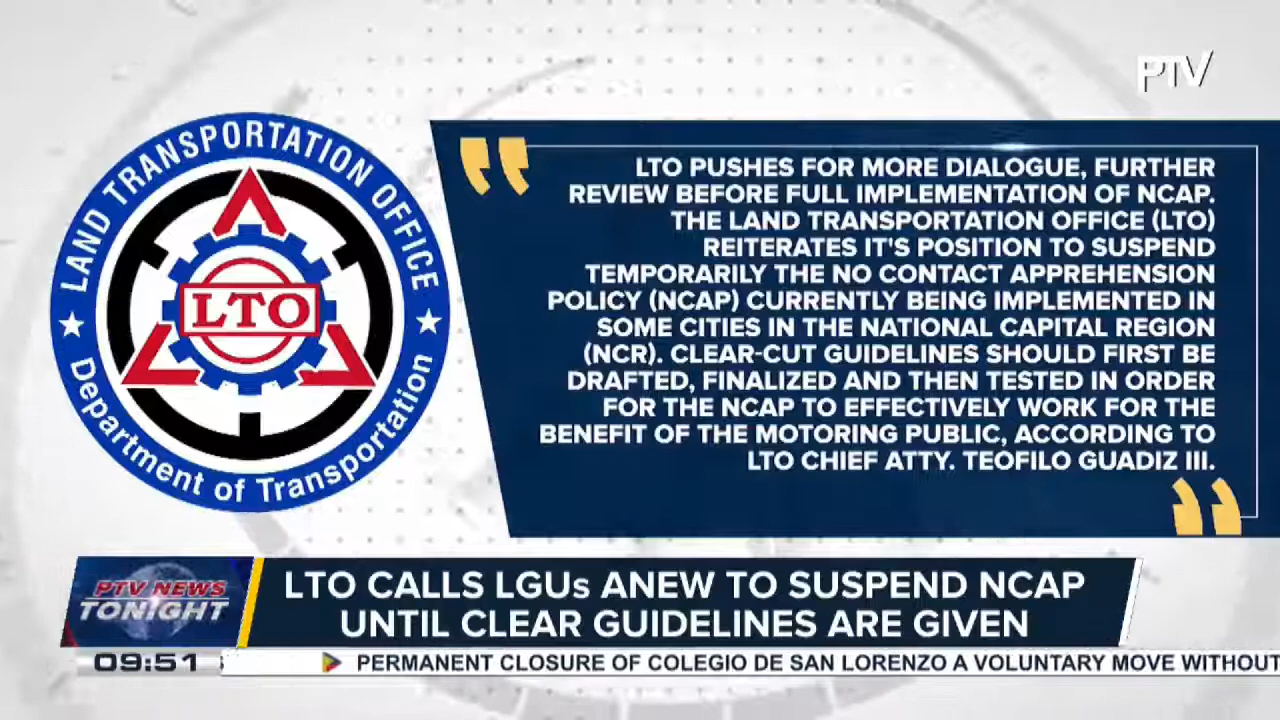 PTV
LAND TRANSPORTATION OFFICE
LTO
Department of Transportation
LTO PUSHES FOR MORE DIALOGUE, FURTHER
REVIEW BEFORE FULL IMPLEMENTATION OF NCAP.
THE LAND TRANSPORTATION OFFICE (LTO)
REITERATES IT'S POSITION TO SUSPEND
TEMPORARILY THE NO CONTACT APPREHENSION
POLICY (NCAP) CURRENTLY BEING IMPLEMENTED IN
SOME CITIES IN THE NATIONAL CAPITAL REGION
(NCR). CLEAR-CUT GUIDELINES SHOULD FIRST BE
DRAFTED, FINALIZED AND THEN TESTED IN ORDER
FOR THE NCAP TO EFFECTIVELY WORK FOR THE
BENEFIT OF THE MOTORING PUBLIC, ACCORDING TO
LTO CHIEF ATTY. TEOFILO GUADIZ III.
PTV NEWS
TONIGHT
LTO CALLS LGUs ANEW TO SUSPEND NCAP
UNTIL CLEAR GUIDELINES ARE GIVEN
09:51
PERMANENT CLOSURE OF COLEGIO DE SAN LORENZO A VOLUNTARY MOVE WITHOUT